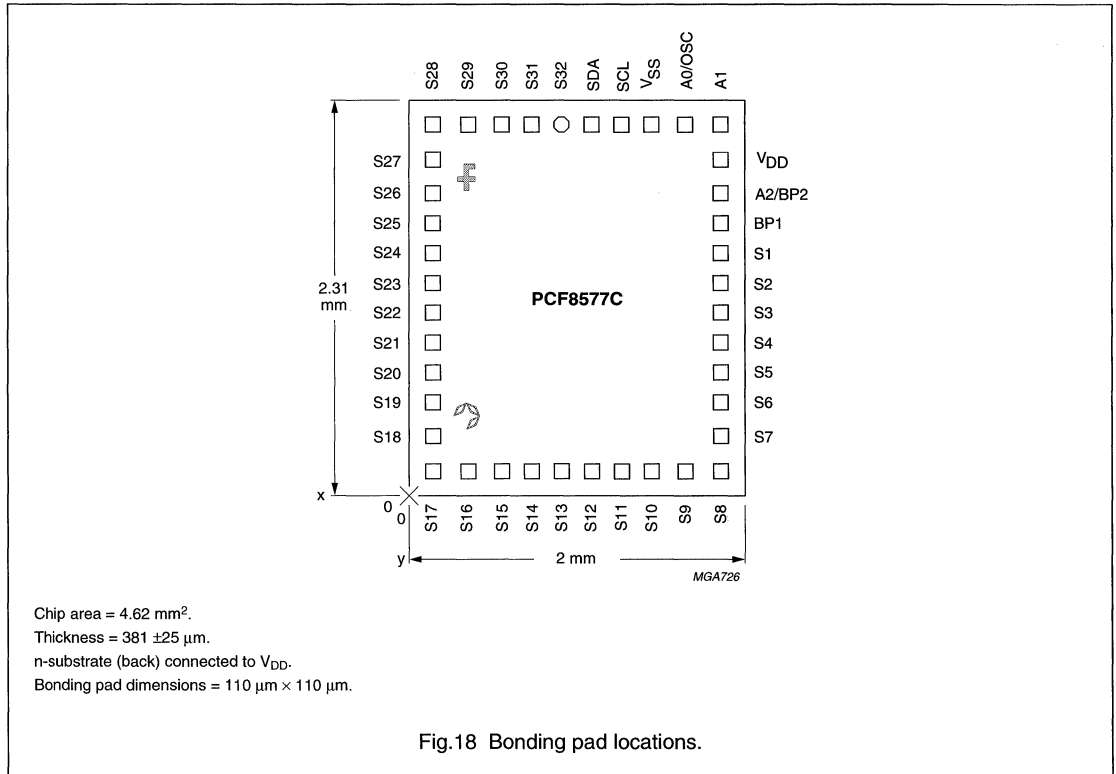 S28 S29 S30 S31 S32 SDA SCL VSS A0/OSC A1
S27 VDD
S26 A2/BP2
S25 BP1
S24 S1
S23 S2
2.31 mm
PCF8577C
S22 S3
S21 S4
S20 S5
S19 S6
S18 S7
x
0
0
S17 S16 S15 S14 S13 S12 S11 S10 S9 S8
y 2 mm
MGA726
Chip area = 4.62 mm².
Thickness = 381 ±25 µm.
n-substrate (back) connected to VDD.
Bonding pad dimensions = 110 µm × 110 µm.
Fig.18 Bonding pad locations.